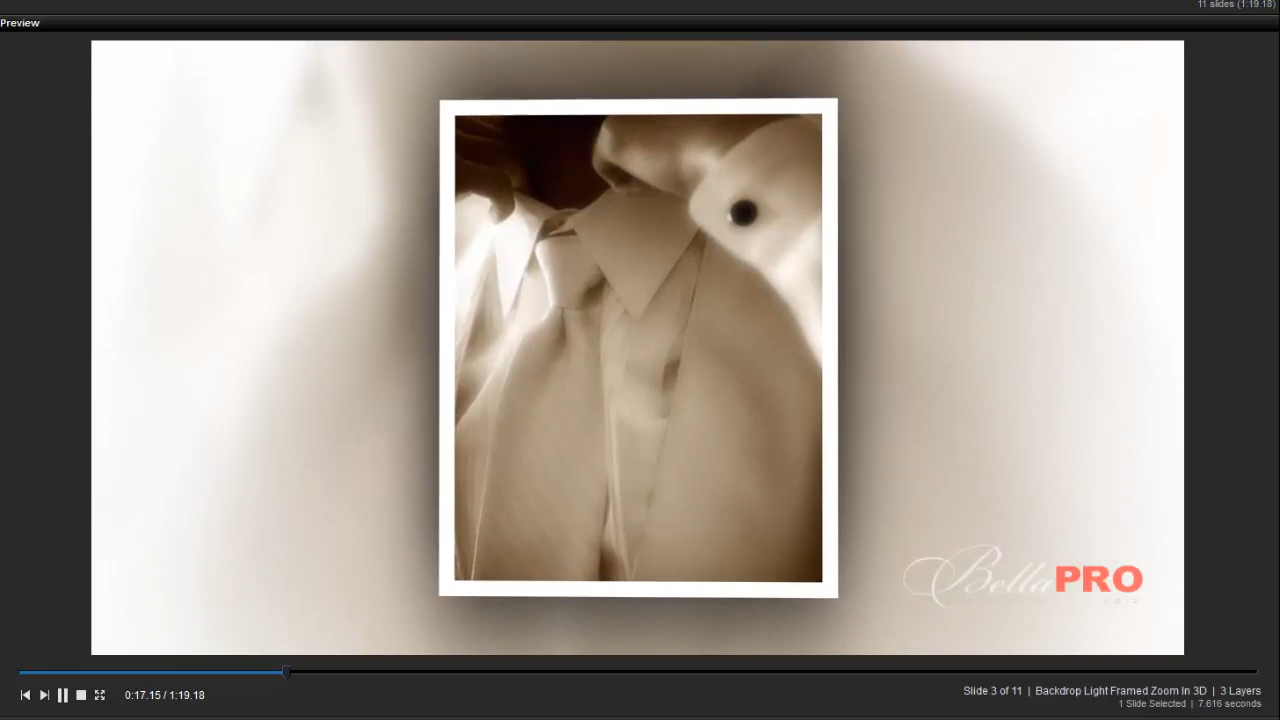 11 slides (1:19.18)
Preview
BellaPRO
0:17.15 / 1:19.18
Slide 3 of 11 | Backdrop Light Framed Zoom In 3D | 3 Layers
1 Slide Selected | 7.616 seconds